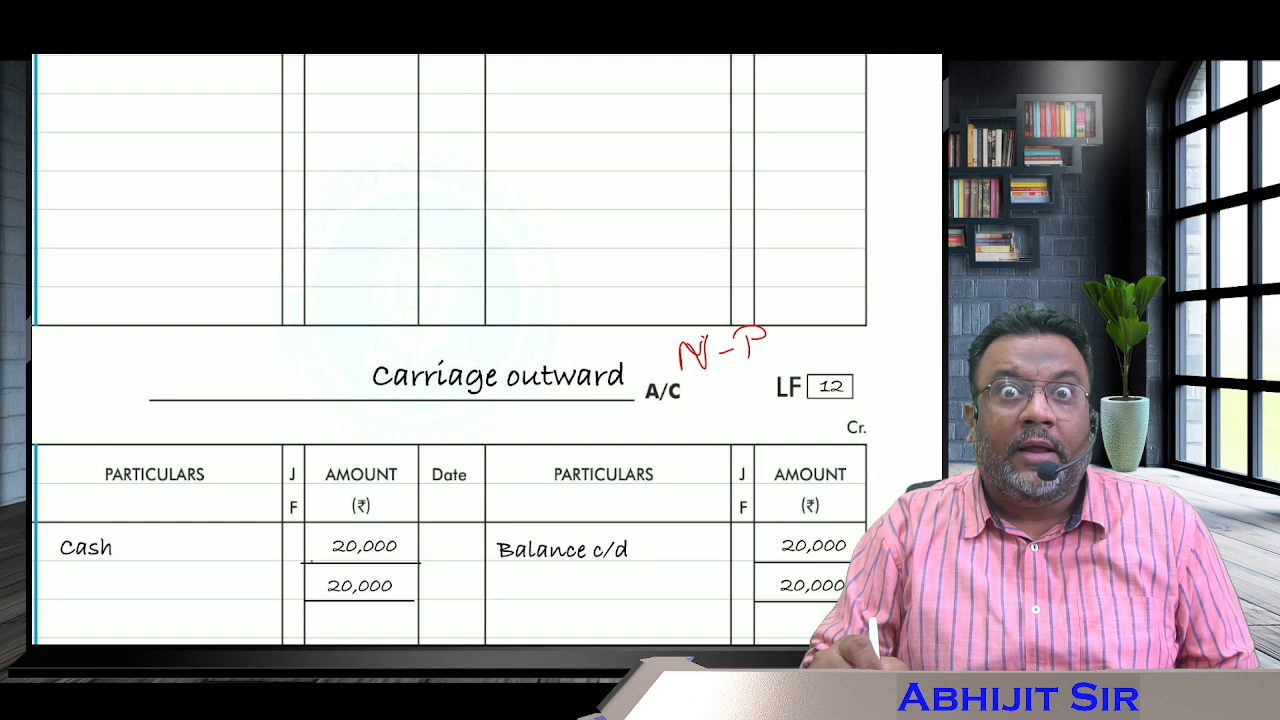 N - P
Carriage outward A/C LF 12
Cr.
PARTICULARS J AMOUNT Date PARTICULARS J AMOUNT
F (₹) F (₹)
Cash 20,000 Balance c/d 20,000
20,000 20,000
ABHIJIT SIR